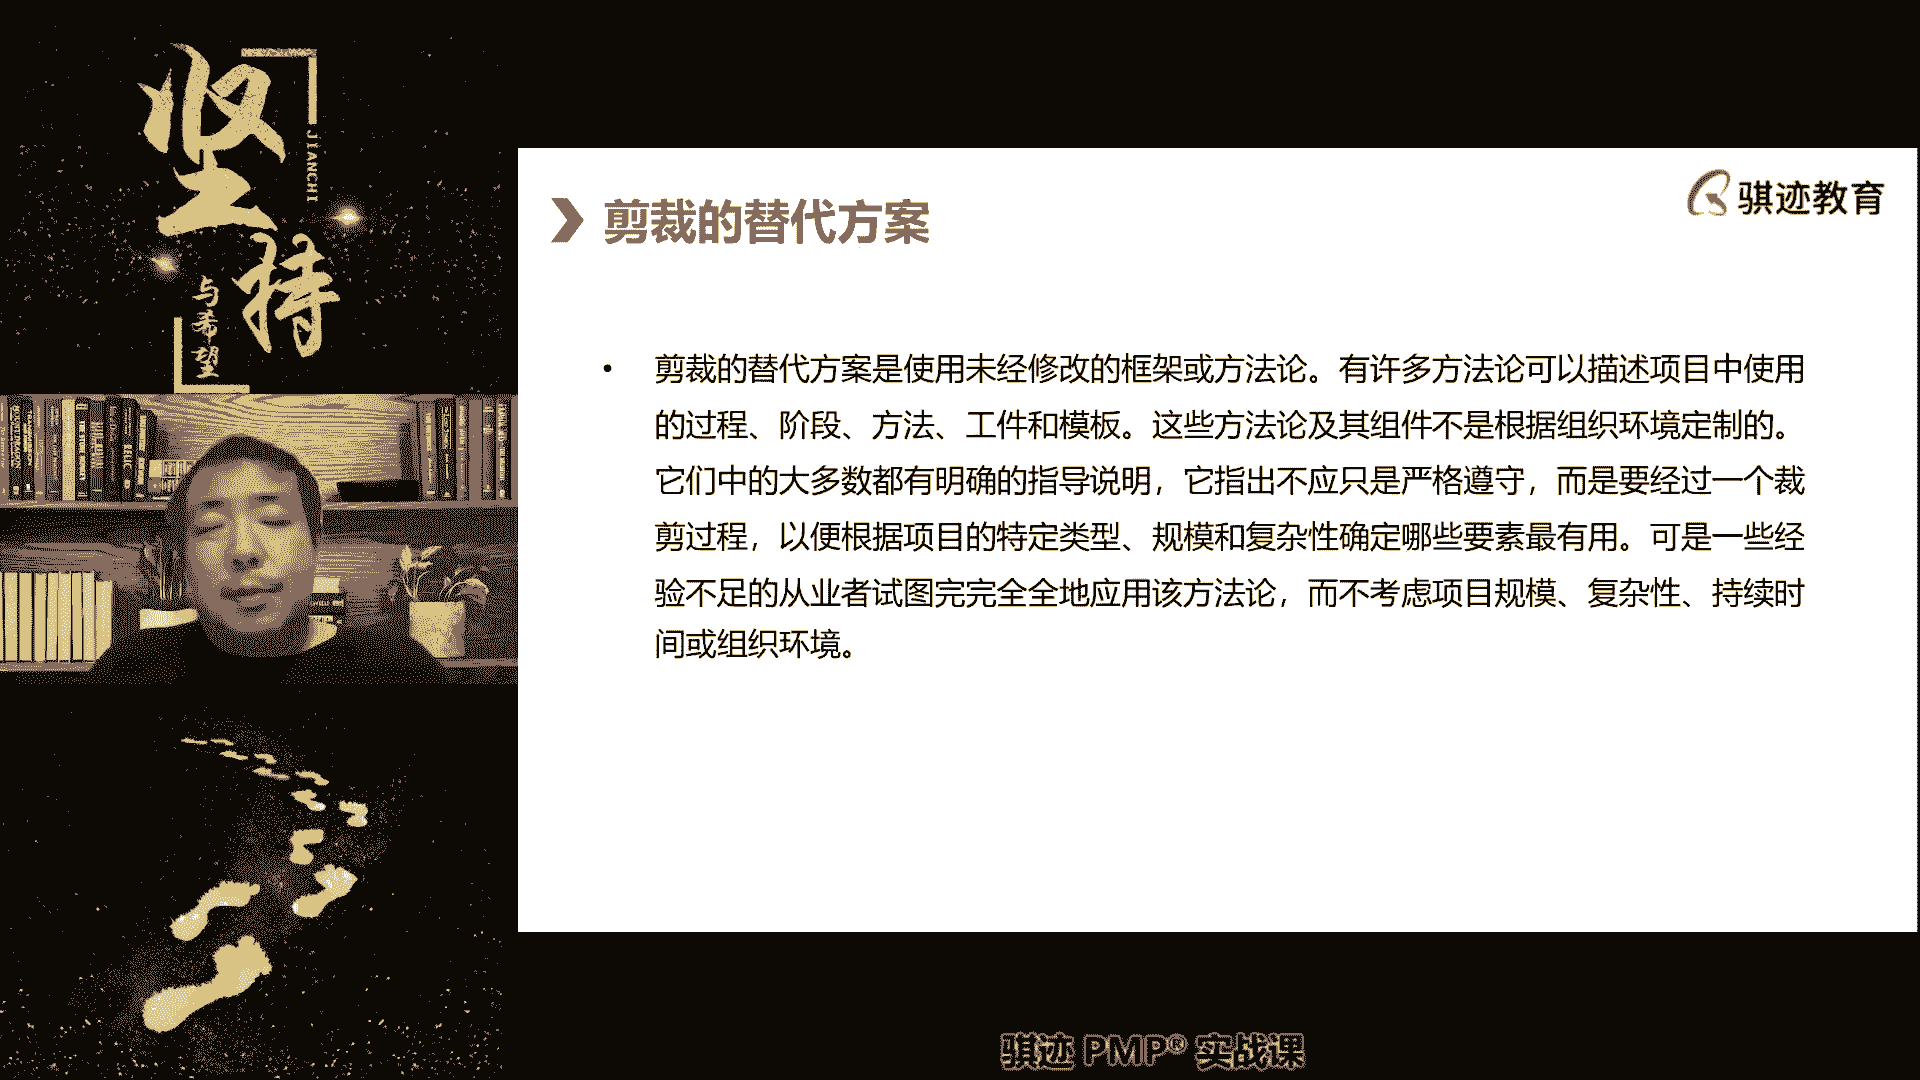 坚持
JIANCHI
与希望
骐迹教育
剪裁的替代方案
• 剪裁的替代方案是使用未经修改的框架或方法论。有许多方法论可以描述项目中使用
的过程、阶段、方法、工件和模板。这些方法论及其组件不是根据组织环境定制的。
它们中的大多数都有明确的指导说明，它指出不应只是严格遵守，而是要经过一个裁
剪过程，以便根据项目的特定类型、规模和复杂性确定哪些要素最有用。可是一些经
验不足的从业者试图完完全全地应用该方法论，而不考虑项目规模、复杂性、持续时
间或组织环境。
骐迹 PMP® 实战课